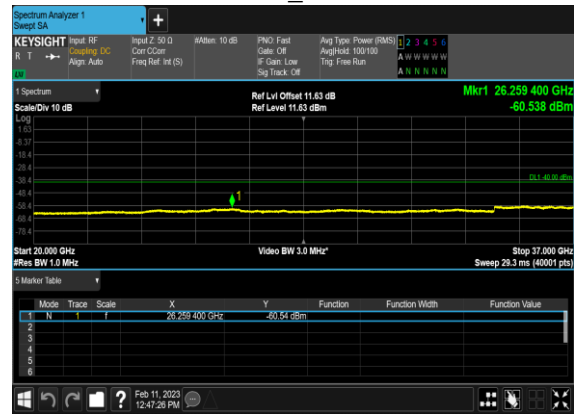 Spectrum Analyzer 1
Swept SA
+
KEYSIGHT Input: RF Input Z: 50 Ω #Atten: 10 dB PNO: Fast Avg Type: Power (RMS) 1 2 3 4 5 6
R T Coupling: DC Corr CCorr Gate: Off Avg|Hold: 100/100 A W W W W W
Align: Auto Freq Ref: Int (S) IF Gain: Low Trig: Free Run
Sig Track: Off A N N N N N
1 Spectrum Ref Lvl Offset 11.63 dB Mkr1 26.259 400 GHz
Scale/Div 10 dB Ref Level 11.63 dBm -60.538 dBm
Log
1.63
-8.37
-18.4
-28.4
-38.4 DL1 -40.00 dBm
-48.4
1
-58.4
-68.4
-78.4
Start 20.000 GHz Video BW 3.0 MHz* Stop 37.000 GHz
#Res BW 1.0 MHz Sweep 29.3 ms (40001 pts)
5 Marker Table
Mode Trace Scale X Y Function Function Width Function Value
1 N 1 f 26.259 400 GHz -60.54 dBm
2
3
4
5
6
? Feb 11, 2023
12:47:26 PM